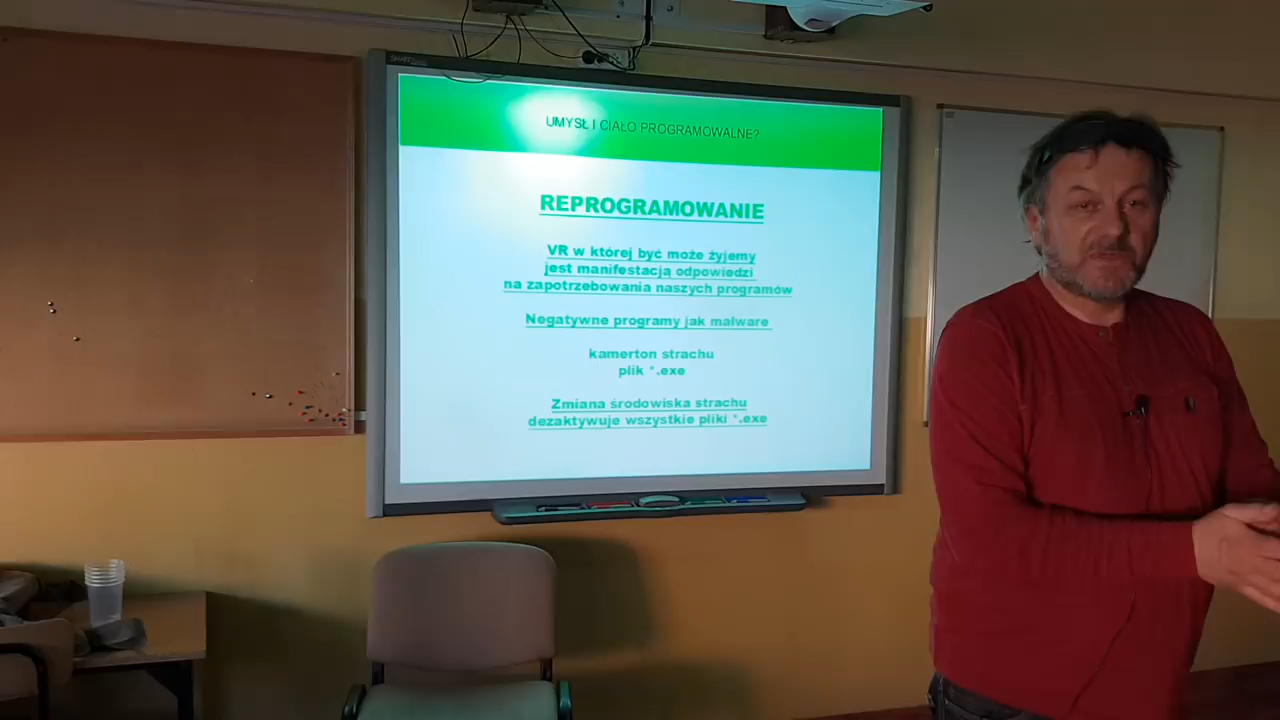 SMART
UMYSŁ I CIAŁO PROGRAMOWALNE?
REPROGRAMOWANIE
VR w której być może żyjemy
jest manifestacją odpowiedzi
na zapotrzebowania naszych programów
Negatywne programy jak malware
kamerton strachu
plik *.exe
Zmiana środowiska strachu
dezaktywuje wszystkie pliki *.exe